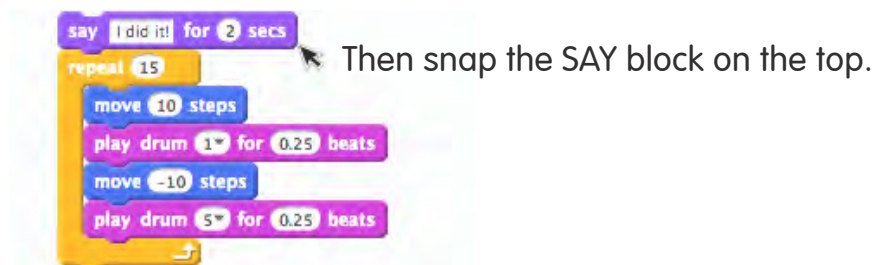 say I did it! for 2 secs
Then snap the SAY block on the top.
repeat 15
move 10 steps
play drum 1 for 0.25 beats
move -10 steps
play drum 5 for 0.25 beats